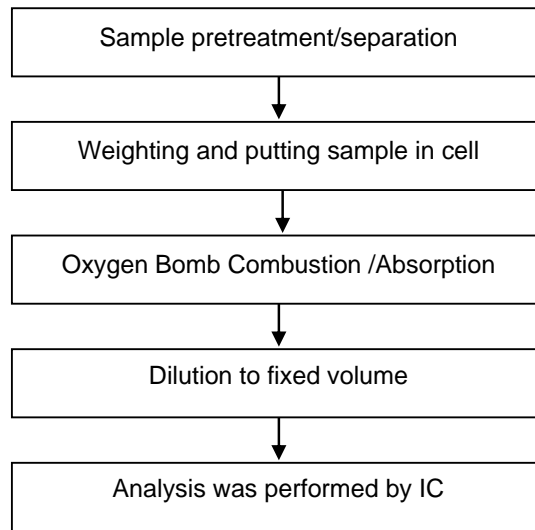 Sample pretreatment/separation
Weighting and putting sample in cell
Oxygen Bomb Combustion /Absorption
Dilution to fixed volume
Analysis was performed by IC